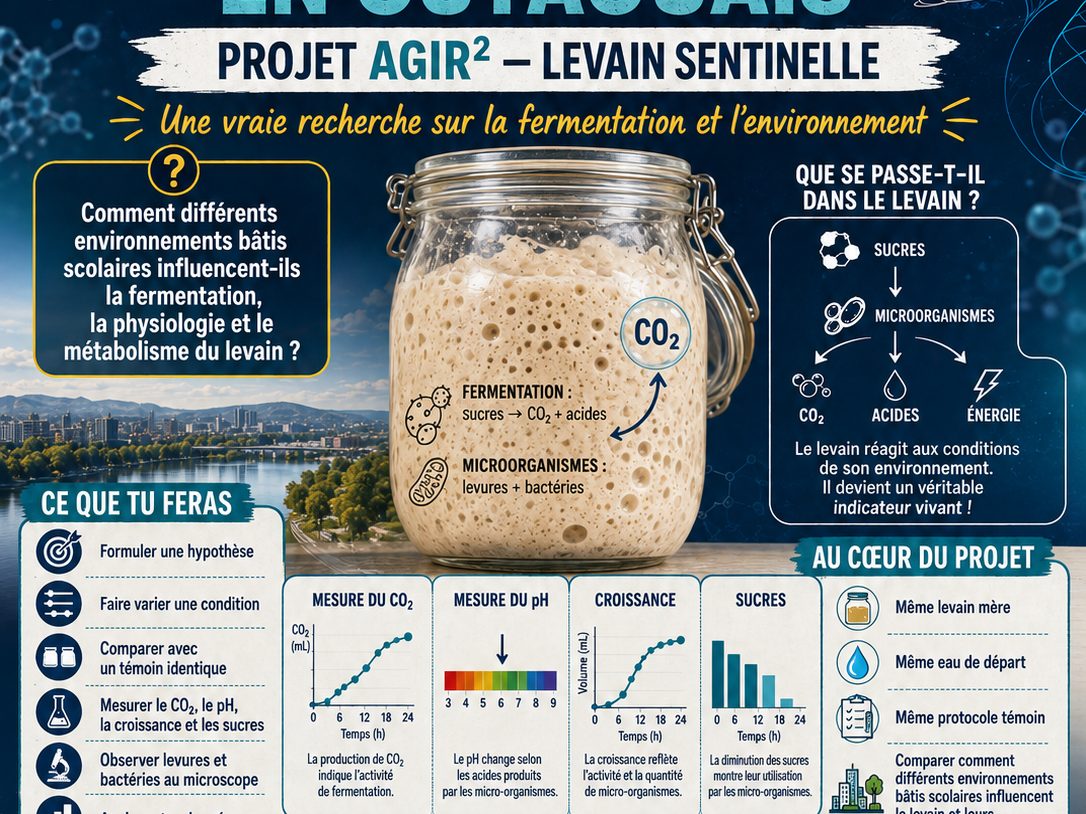 EN OUTAOUAIS
PROJET AGIR² – LEVAIN SENTINELLE
Une vraie recherche sur la fermentation et l'environnement
?
Comment différents
environnements bâtis
scolaires influencent-ils
la fermentation,
la physiologie et le
métabolisme du levain ?
CO₂
FERMENTATION :
sucres → CO₂ + acides
MICROORGANISMES :
levures + bactéries
QUE SE PASSE-T-IL
DANS LE LEVAIN ?
SUCRES
MICROORGANISMES
CO₂ ACIDES ÉNERGIE
Le levain réagit aux conditions
de son environnement.
Il devient un véritable
indicateur vivant !
CE QUE TU FERAS
Formuler une hypothèse
Faire varier une condition
Comparer avec
un témoin identique
Mesurer le CO₂, le pH,
la croissance et les sucres
Observer levures et
bactéries au microscope
MESURE DU CO₂
CO₂
(mL)
0 6 12 18 24
Temps (h)
La production de CO₂
indique l'activité
de fermentation.
MESURE DU pH
3 4 5 6 7 8 9
Le pH change selon
les acides produits
par les micro-organismes.
CROISSANCE
Volume (mL)
0 6 12 18 24
Temps (h)
La croissance reflète
l'activité et la quantité
de micro-organismes.
SUCRES
0 6 12 18 24
Temps (h)
La diminution des sucres
montre leur utilisation
par les micro-organismes.
AU CŒUR DU PROJET
Même levain mère
Même eau de départ
Même protocole témoin
Comparer comment
différents environnements
bâtis scolaires influencent
le levain et leurs